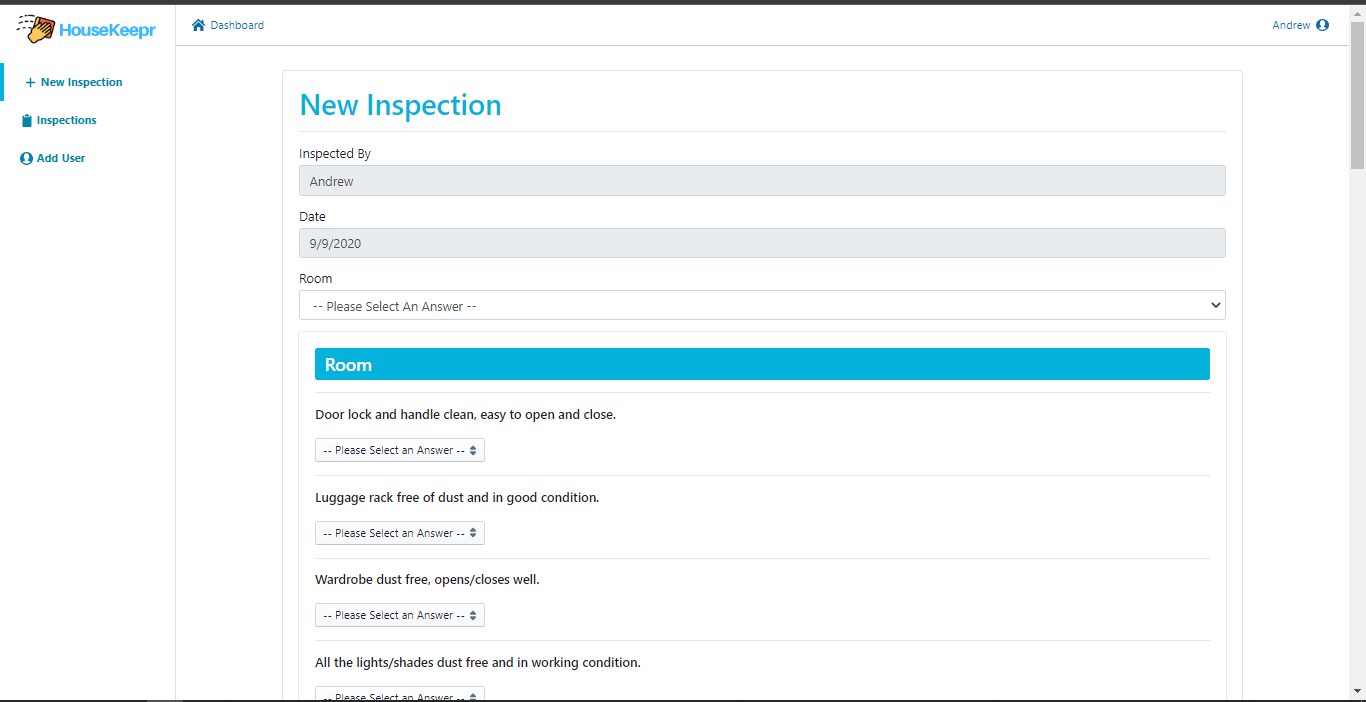 HouseKeepr
Dashboard
Andrew
New Inspection
Inspections
Add User
New Inspection
Inspected By
Andrew
Date
9/9/2020
Room
-- Please Select An Answer --
Room
Door lock and handle clean, easy to open and close.
-- Please Select an Answer --
Luggage rack free of dust and in good condition.
-- Please Select an Answer --
Wardrobe dust free, opens/closes well.
-- Please Select an Answer --
All the lights/shades dust free and in working condition.
-- Please Select an Answer --